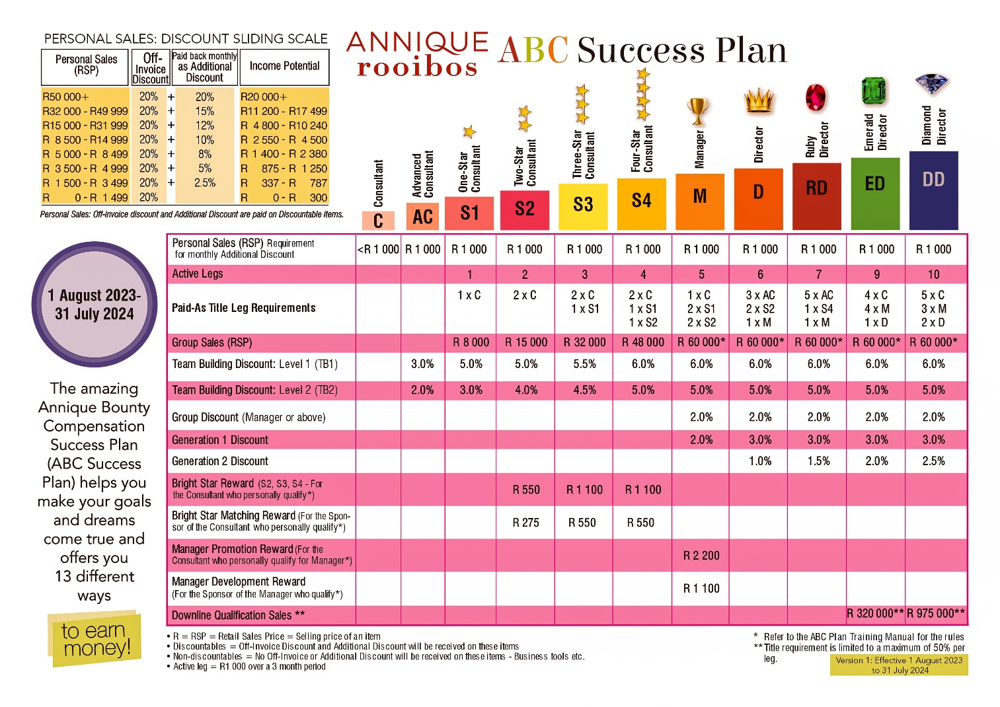 PERSONAL SALES: DISCOUNT SLIDING SCALE
Personal Sales (RSP) Off-Invoice Discount Paid back monthly as Additional Discount Income Potential
R50 000+ 20% + 20% R20 000+
R32 000 - R49 999 20% + 15% R11 200 - R17 499
R15 000 - R31 999 20% + 12% R 4 800 - R10 240
R 8 500 - R14 999 20% + 10% R 2 550 - R 4 500
R 5 000 - R 8 499 20% + 8% R 1 400 - R 2 380
R 3 500 - R 4 999 20% + 5% R 875 - R 1 250
R 1 500 - R 3 499 20% + 2.5% R 337 - R 787
R 0 - R 1 499 20% R 0 - R 300
Personal Sales: Off-invoice discount and Additional Discount are paid on Discountable items.
ANNIQUE
rooibos
ABC Success Plan
Consultant
Advanced Consultant
One-Star Consultant
Two-Star Consultant
Three-Star Consultant
Four-Star Consultant
Manager
Director
Ruby Director
Emerald Director
Diamond Director
C AC S1 S2 S3 S4 M D RD ED DD
1 August 2023-
31 July 2024
The amazing
Annique Bounty
Compensation
Success Plan
(ABC Success
Plan) helps you
make your goals
and dreams
come true and
offers you
13 different
ways
to earn
money!
Personal Sales (RSP) Requirement
for monthly Additional Discount
<R 1 000 R 1 000 R 1 000 R 1 000 R 1 000 R 1 000 R 1 000 R 1 000 R 1 000 R 1 000 R 1 000
Active Legs 1 2 3 4 5 6 7 9 10
Paid-As Title Leg Requirements
1 x C 2 x C 2 x C 2 x C 1 x C 3 x AC 5 x AC 4 x C 5 x C
1 x S1 1 x S1 2 x S1 2 x S2 1 x S4 4 x M 3 x M
1 x S2 2 x S2 1 x M 1 x M 1 x D 2 x D
Group Sales (RSP) R 8 000 R 15 000 R 32 000 R 48 000 R 60 000* R 60 000* R 60 000* R 60 000* R 60 000*
Team Building Discount: Level 1 (TB1) 3.0% 5.0% 5.0% 5.5% 6.0% 6.0% 6.0% 6.0% 6.0% 6.0%
Team Building Discount: Level 2 (TB2) 2.0% 3.0% 4.0% 4.5% 5.0% 5.0% 5.0% 5.0% 5.0% 5.0%
Group Discount (Manager or above) 2.0% 2.0% 2.0% 2.0% 2.0%
Generation 1 Discount 2.0% 3.0% 3.0% 3.0% 3.0%
Generation 2 Discount 1.0% 1.5% 2.0% 2.5%
Bright Star Reward (S2, S3, S4 - For
the Consultant who personally qualify*)
R 550 R 1 100 R 1 100
Bright Star Matching Reward (For the Spon-
sor of the Consultant who personally qualify*)
R 275 R 550 R 550
Manager Promotion Reward (For the
Consultant who personally qualify for Manager*)
R 2 200
Manager Development Reward
(For the Sponsor of the Manager who qualify*)
R 1 100
Downline Qualification Sales ** R 320 000** R 975 000**
• R = RSP = Retail Sales Price = Selling price of an item
• Discountables = Off-Invoice Discount and Additional Discount will be received on these items
• Non-discountables = No Off-Invoice or Additional Discount will be received on these items - Business tools etc.
• Active leg = R1 000 over a 3 month period
* Refer to the ABC Plan Training Manual for the rules
** Title requirement is limited to a maximum of 50% per
leg.
Version 1: Effective 1 August 2023
to 31 July 2024